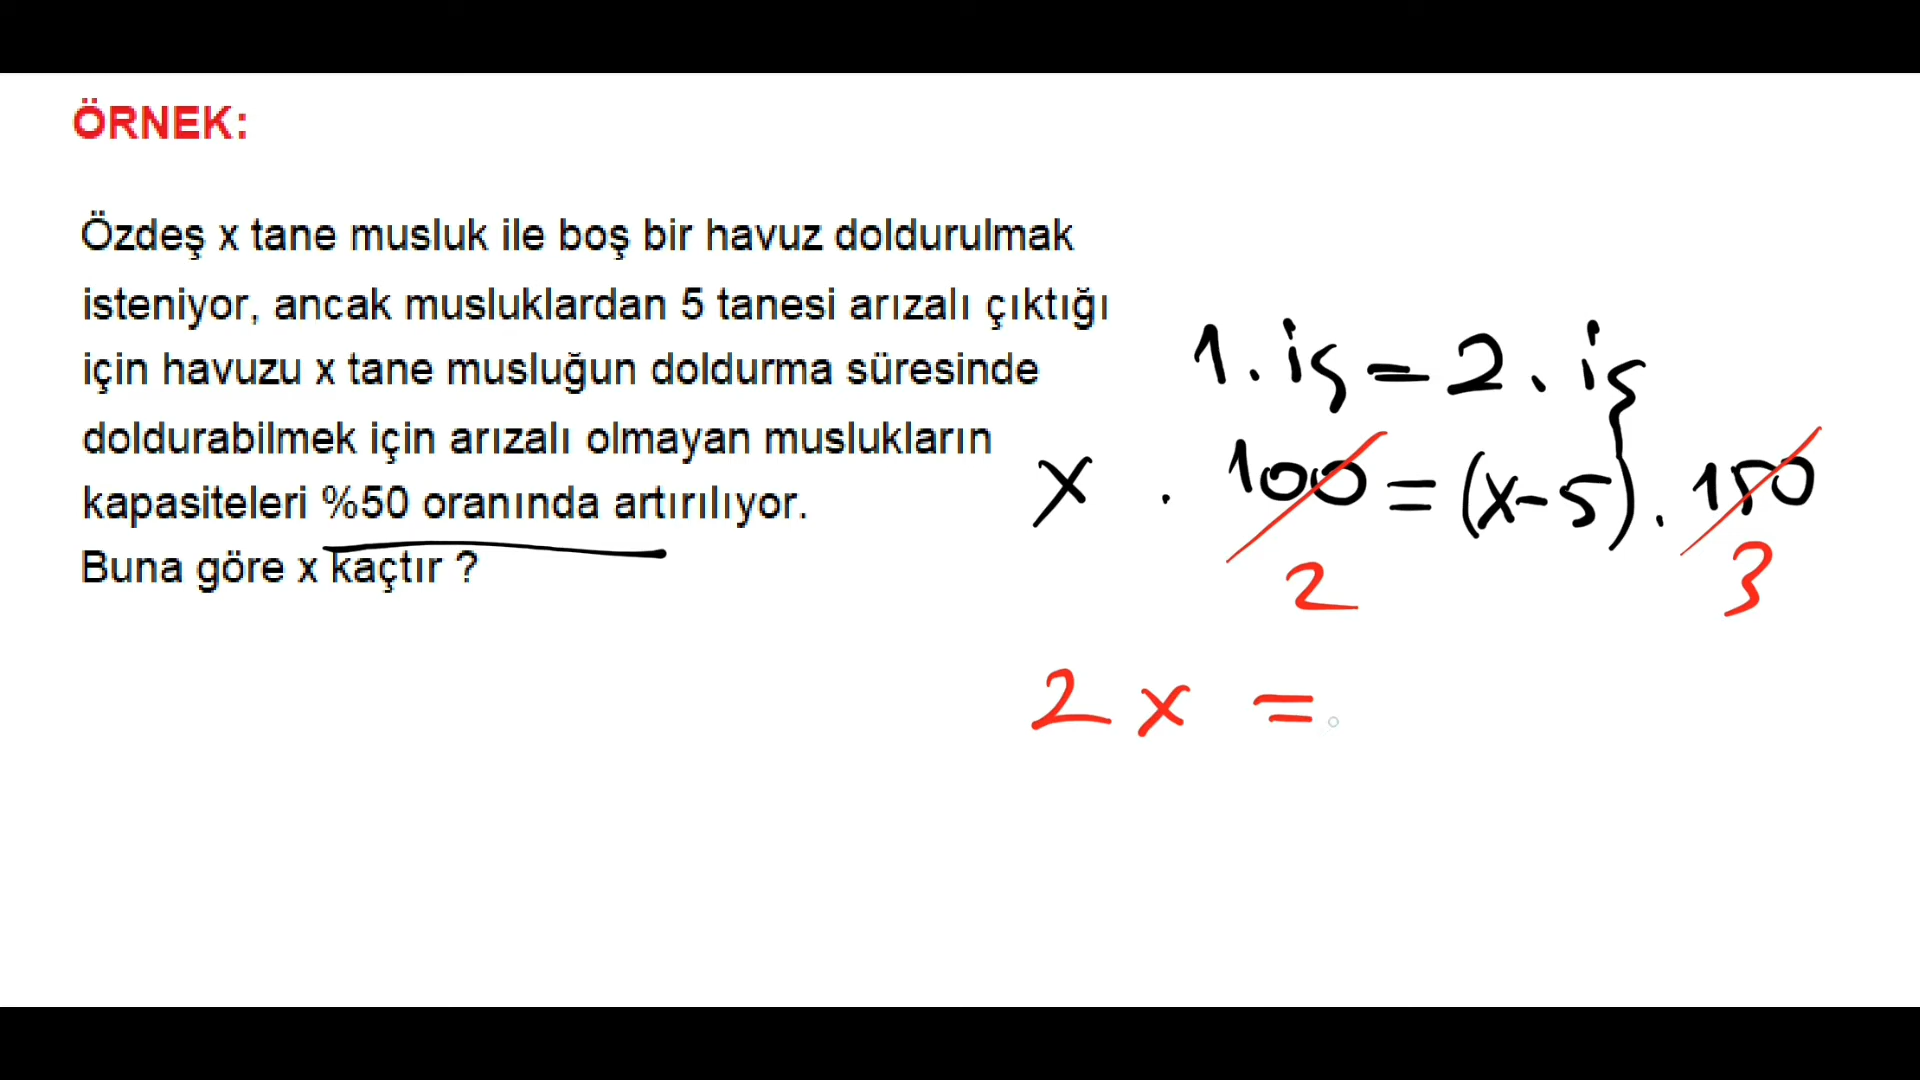 ÖRNEK:
Özdeş x tane musluk ile boş bir havuz doldurulmak
isteniyor, ancak musluklardan 5 tanesi arızalı çıktığı
için havuzu x tane musluğun doldurma süresinde
doldurabilmek için arızalı olmayan muslukların
kapasiteleri %50 oranında artırılıyor.
Buna göre x kaçtır ?
1. iş = 2. iş
x . 100 = (x-5) . 150
2 3
2x =